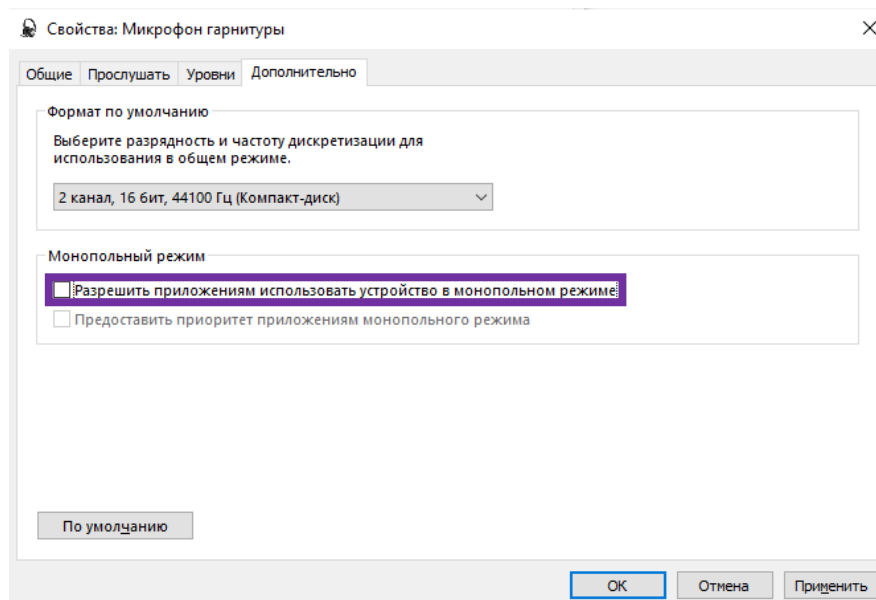 Свойства: Микрофон гарнитуры
Общие Прослушать Уровни Дополнительно
Формат по умолчанию
Выберите разрядность и частоту дискретизации для
использования в общем режиме.
2 канал, 16 бит, 44100 Гц (Компакт-диск)
Монопольный режим
Разрешить приложениям использовать устройство в монопольном режиме
Предоставить приоритет приложениям монопольного режима
По умолчанию
ОК Отмена Применить